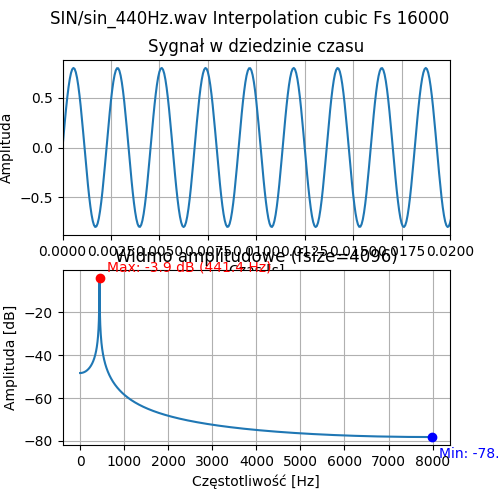 SIN/sin_440Hz.wav Interpolation cubic Fs 16000
Sygnał w dziedzinie czasu
Amplituda
0.5
0.0
−0.5
0.0000 0.0025 0.0050 0.0075 0.0100 0.0125 0.0150 0.0175 0.0200
Widmo amplitudowe (fsize=4096)
Max: -3.9 dB (441.4 Hz)
Amplituda [dB]
−20
−40
−60
−80
0 1000 2000 3000 4000 5000 6000 7000 8000
Min: -78.
Częstotliwość [Hz]